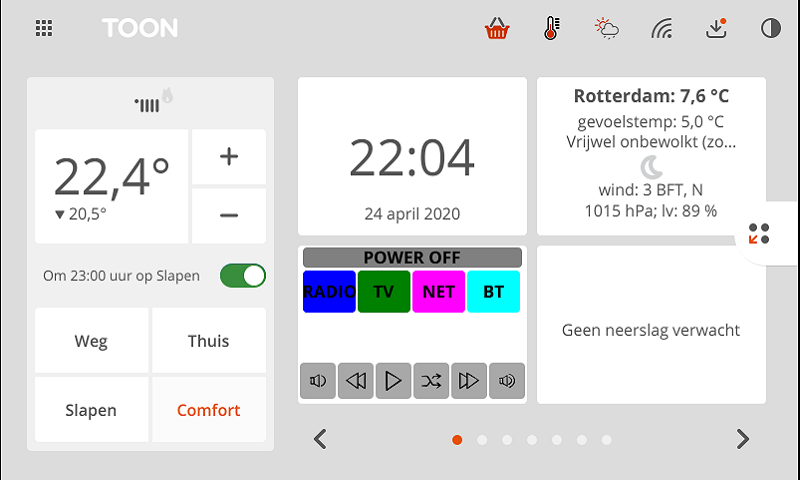 TOON
22,4°
▼ 20,5°
+
−
Om 23:00 uur op Slapen
Weg
Thuis
Slapen
Comfort
22:04
24 april 2020
Rotterdam: 7,6 °C
gevoelstemp: 5,0 °C
Vrijwel onbewolkt (zo...
wind: 3 BFT, N
1015 hPa; lv: 89 %
POWER OFF
RADIO
TV
NET
BT
Geen neerslag verwacht